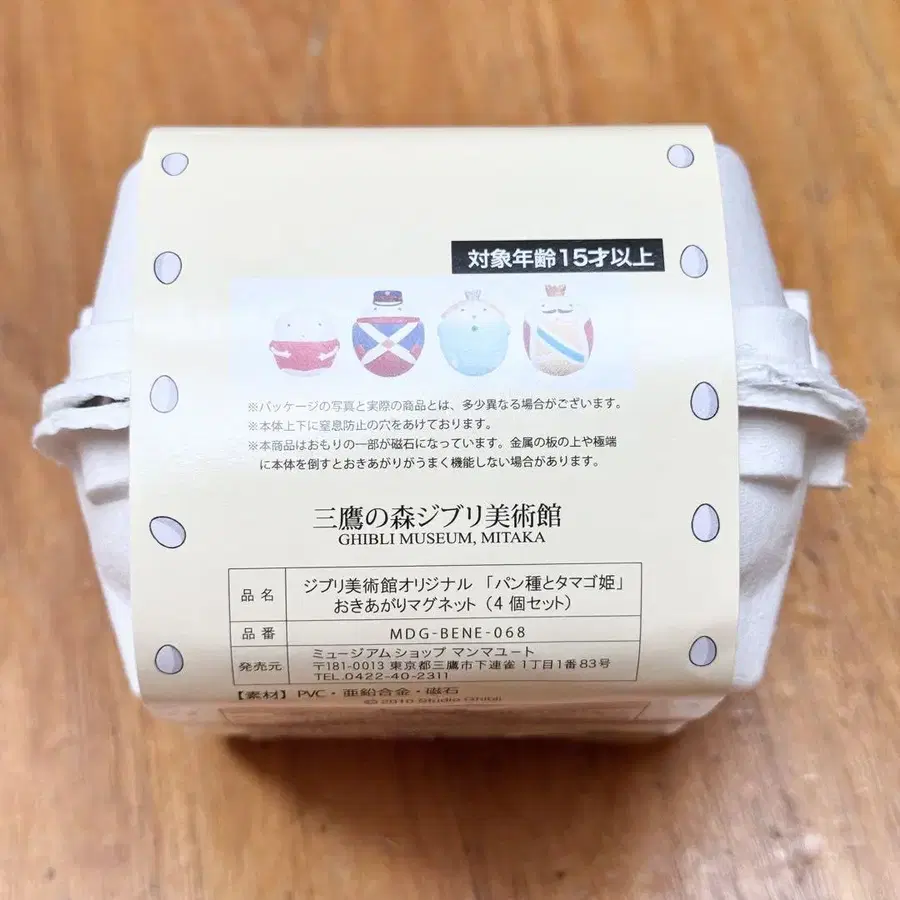 対象年齢15才以上
※パッケージの写真と実際の商品とは、多少異なる場合がございます。
※本体上下に窒息防止の穴をあけております。
※本商品はおもりの一部が磁石になっています。金属の板の上や極端
に本体を倒すとおきあがりがうまく機能しない場合があります。
三鷹の森ジブリ美術館
GHIBLI MUSEUM, MITAKA
品名 ジブリ美術館オリジナル 「パン種とタマゴ姫」
おきあがりマグネット（4個セット）
品番 MDG-BENE-068
発売元 ミュージアムショップ マンマユート
〒181-0013 東京都三鷹市下連雀 1丁目1番83号
TEL.0422-40-2311
【素材】PVC・亜鉛合金・磁石
© 2010 Studio Ghibli